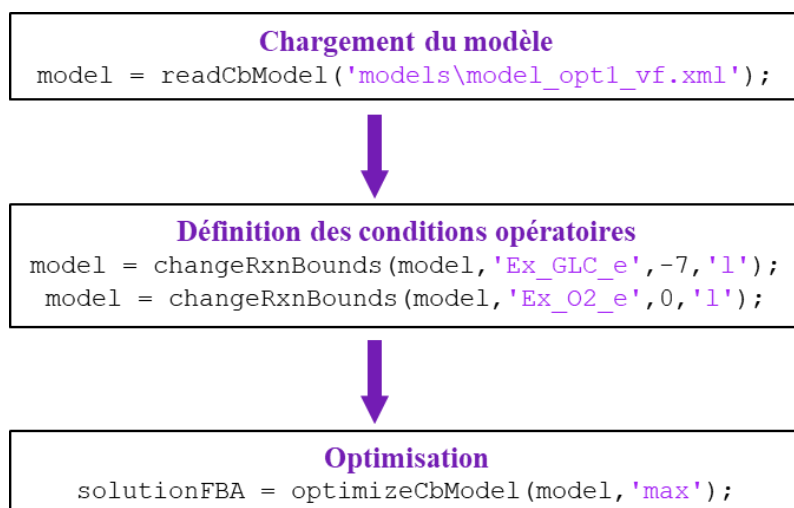 Chargement du modèle
model = readCbModel('models\model_opt1_vf.xml');
Définition des conditions opératoires
model = changeRxnBounds(model,'Ex_GLC_e',-7,'l');
model = changeRxnBounds(model,'Ex_O2_e',0,'l');
Optimisation
solutionFBA = optimizeCbModel(model,'max');